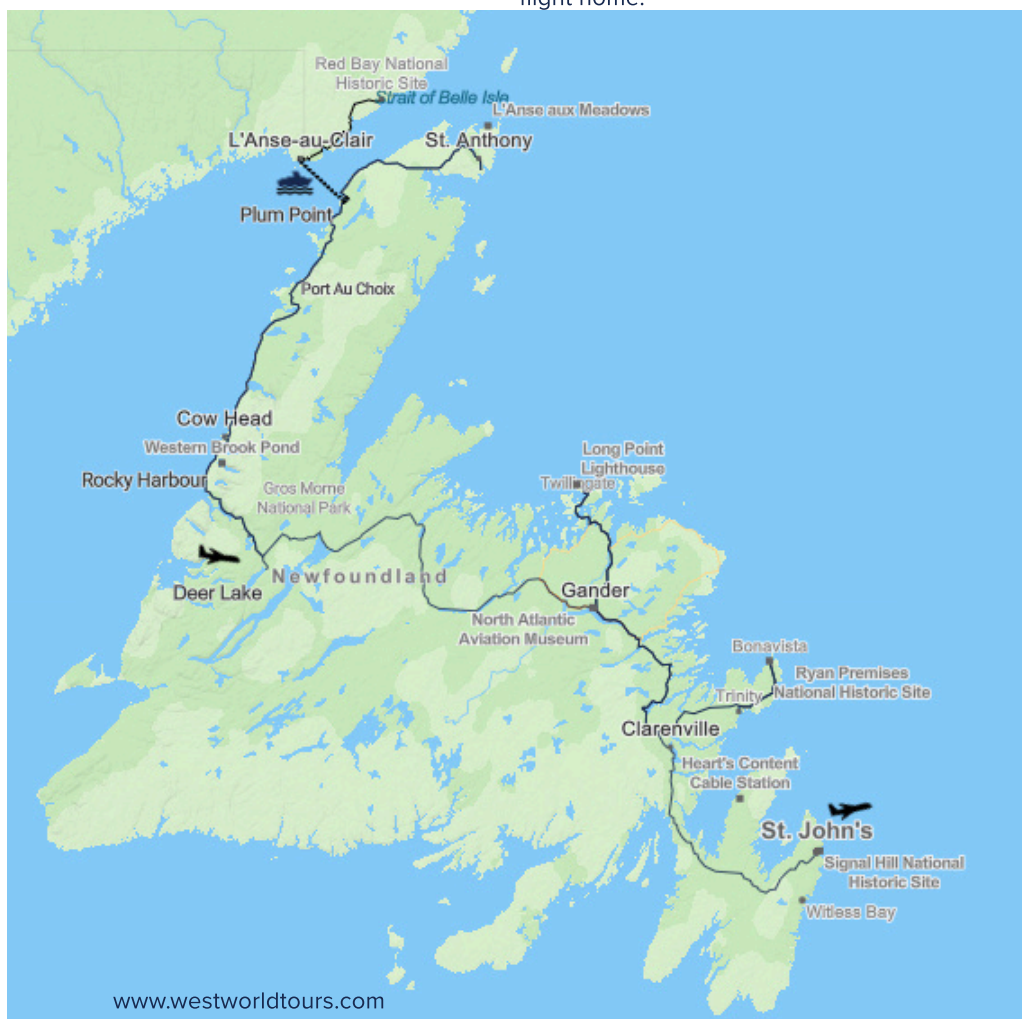 flight home.
Red Bay National
Historic Site
Strait of Belle Isle
L'Anse aux Meadows
L'Anse-au-Clair
St. Anthony
Plum Point
Port Au Choix
Cow Head
Western Brook Pond
Rocky Harbour
Gros Morne
National Park
Long Point
Lighthouse
Twillingate
Deer Lake
Newfoundland
Gander
North Atlantic
Aviation Museum
Bonavista
Ryan Premises
National Historic Site
Trinity
Clarenville
Heart's Content
Cable Station
St. John's
Signal Hill National
Historic Site
Witless Bay
www.westworldtours.com